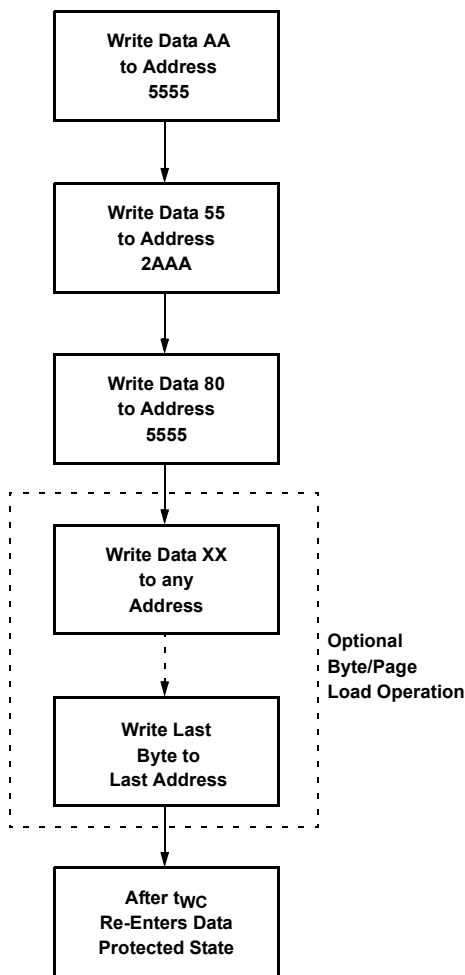 Write Data AA
to Address
5555
Write Data 55
to Address
2AAA
Write Data 80
to Address
5555
Write Data XX
to any
Address
Optional
Byte/Page
Load Operation
Write Last
Byte to
Last Address
After tWC
Re-Enters Data
Protected State